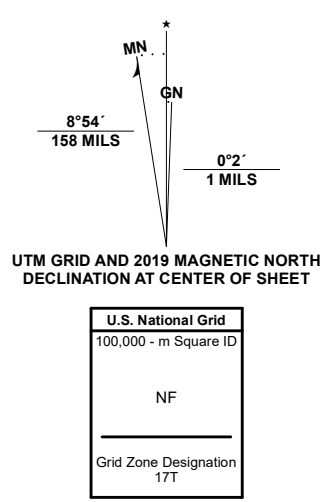 ★
MN
GN
8°54´
158 MILS
0°2´
1 MILS
UTM GRID AND 2019 MAGNETIC NORTH
DECLINATION AT CENTER OF SHEET
U.S. National Grid
100,000 - m Square ID
NF
Grid Zone Designation
17T